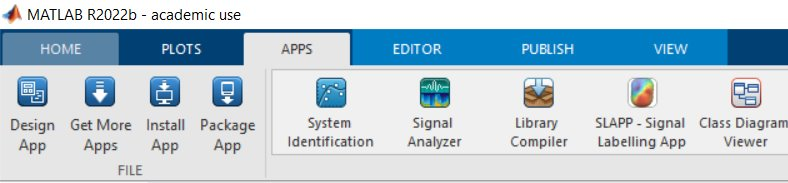 MATLAB R2022b - academic use
HOME PLOTS APPS EDITOR PUBLISH VIEW
Design Get More Install Package System Signal Library SLAPP - Signal Class Diagram
App Apps App App Identification Analyzer Compiler Labelling App Viewer
FILE